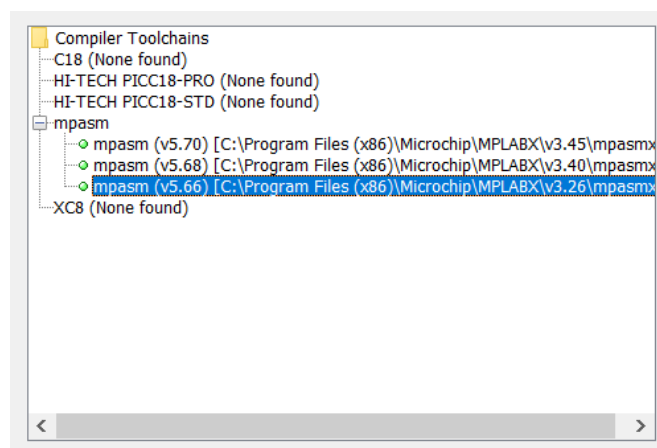 Compiler Toolchains
C18 (None found)
HI-TECH PICC18-PRO (None found)
HI-TECH PICC18-STD (None found)
mpasm
mpasm (v5.70) [C:\Program Files (x86)\Microchip\MPLABX\v3.45\mpasmx
mpasm (v5.68) [C:\Program Files (x86)\Microchip\MPLABX\v3.40\mpasmx
mpasm (v5.66) [C:\Program Files (x86)\Microchip\MPLABX\v3.26\mpasmx
XC8 (None found)